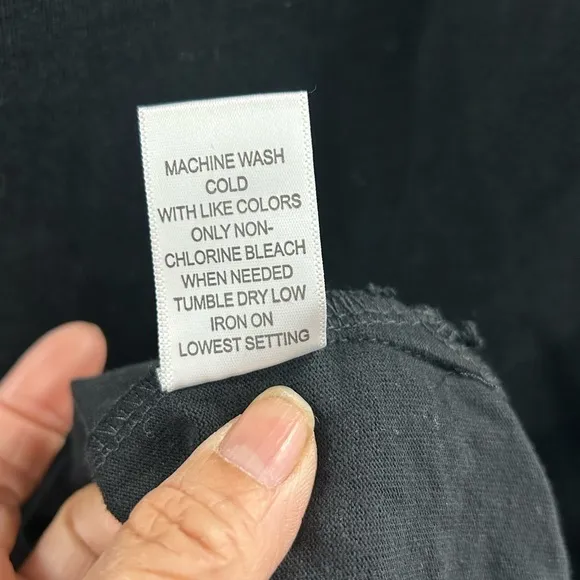 MACHINE WASH
COLD
WITH LIKE COLORS
ONLY NON-
CHLORINE BLEACH
WHEN NEEDED
TUMBLE DRY LOW
IRON ON
LOWEST SETTING